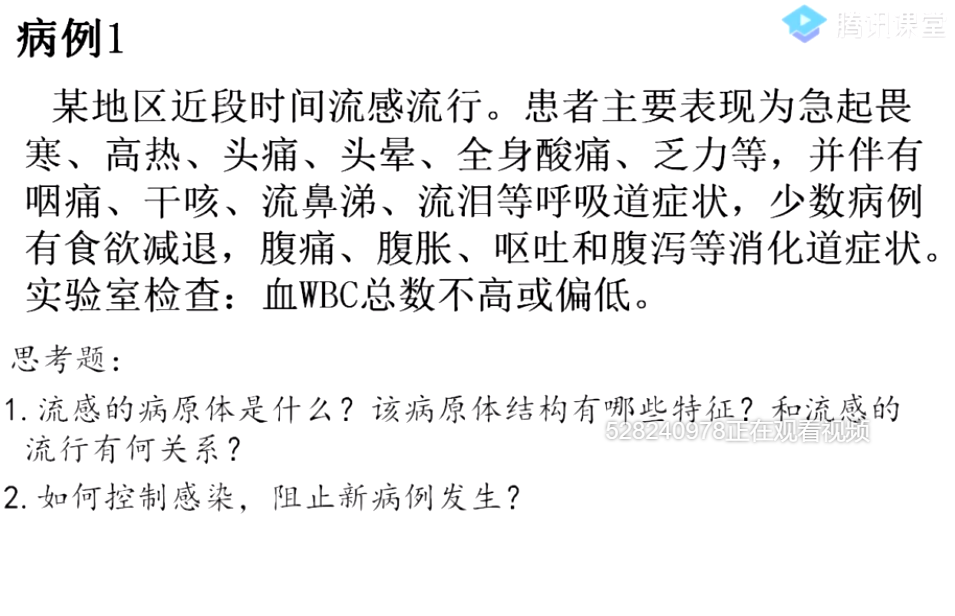 病例1
腾讯课堂
某地区近段时间流感流行。患者主要表现为急起畏
寒、高热、头痛、头晕、全身酸痛、乏力等，并伴有
咽痛、干咳、流鼻涕、流泪等呼吸道症状，少数病例
有食欲减退，腹痛、腹胀、呕吐和腹泻等消化道症状。
实验室检查：血WBC总数不高或偏低。
思考题：
1.流感的病原体是什么？该病原体结构有哪些特征？和流感的
528240978正在观看视频
流行有何关系？
2.如何控制感染，阻止新病例发生？